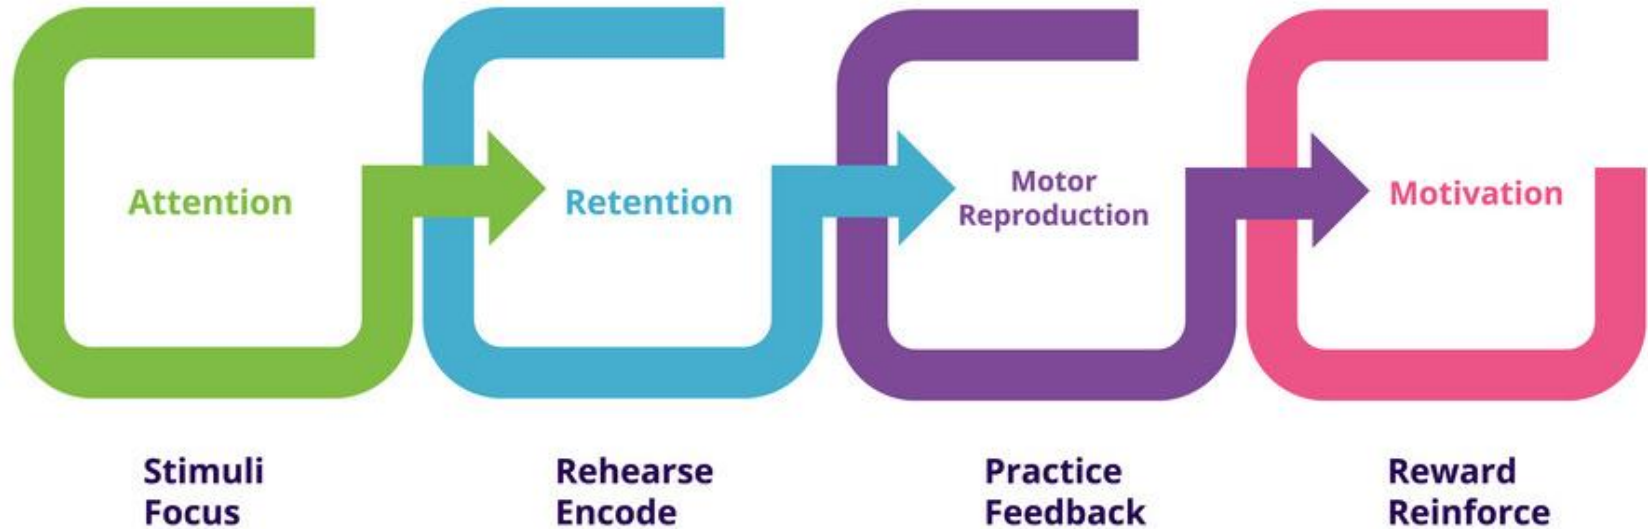 Attention
Retention
Motor
Reproduction
Motivation
Stimuli
Focus
Rehearse
Encode
Practice
Feedback
Reward
Reinforce